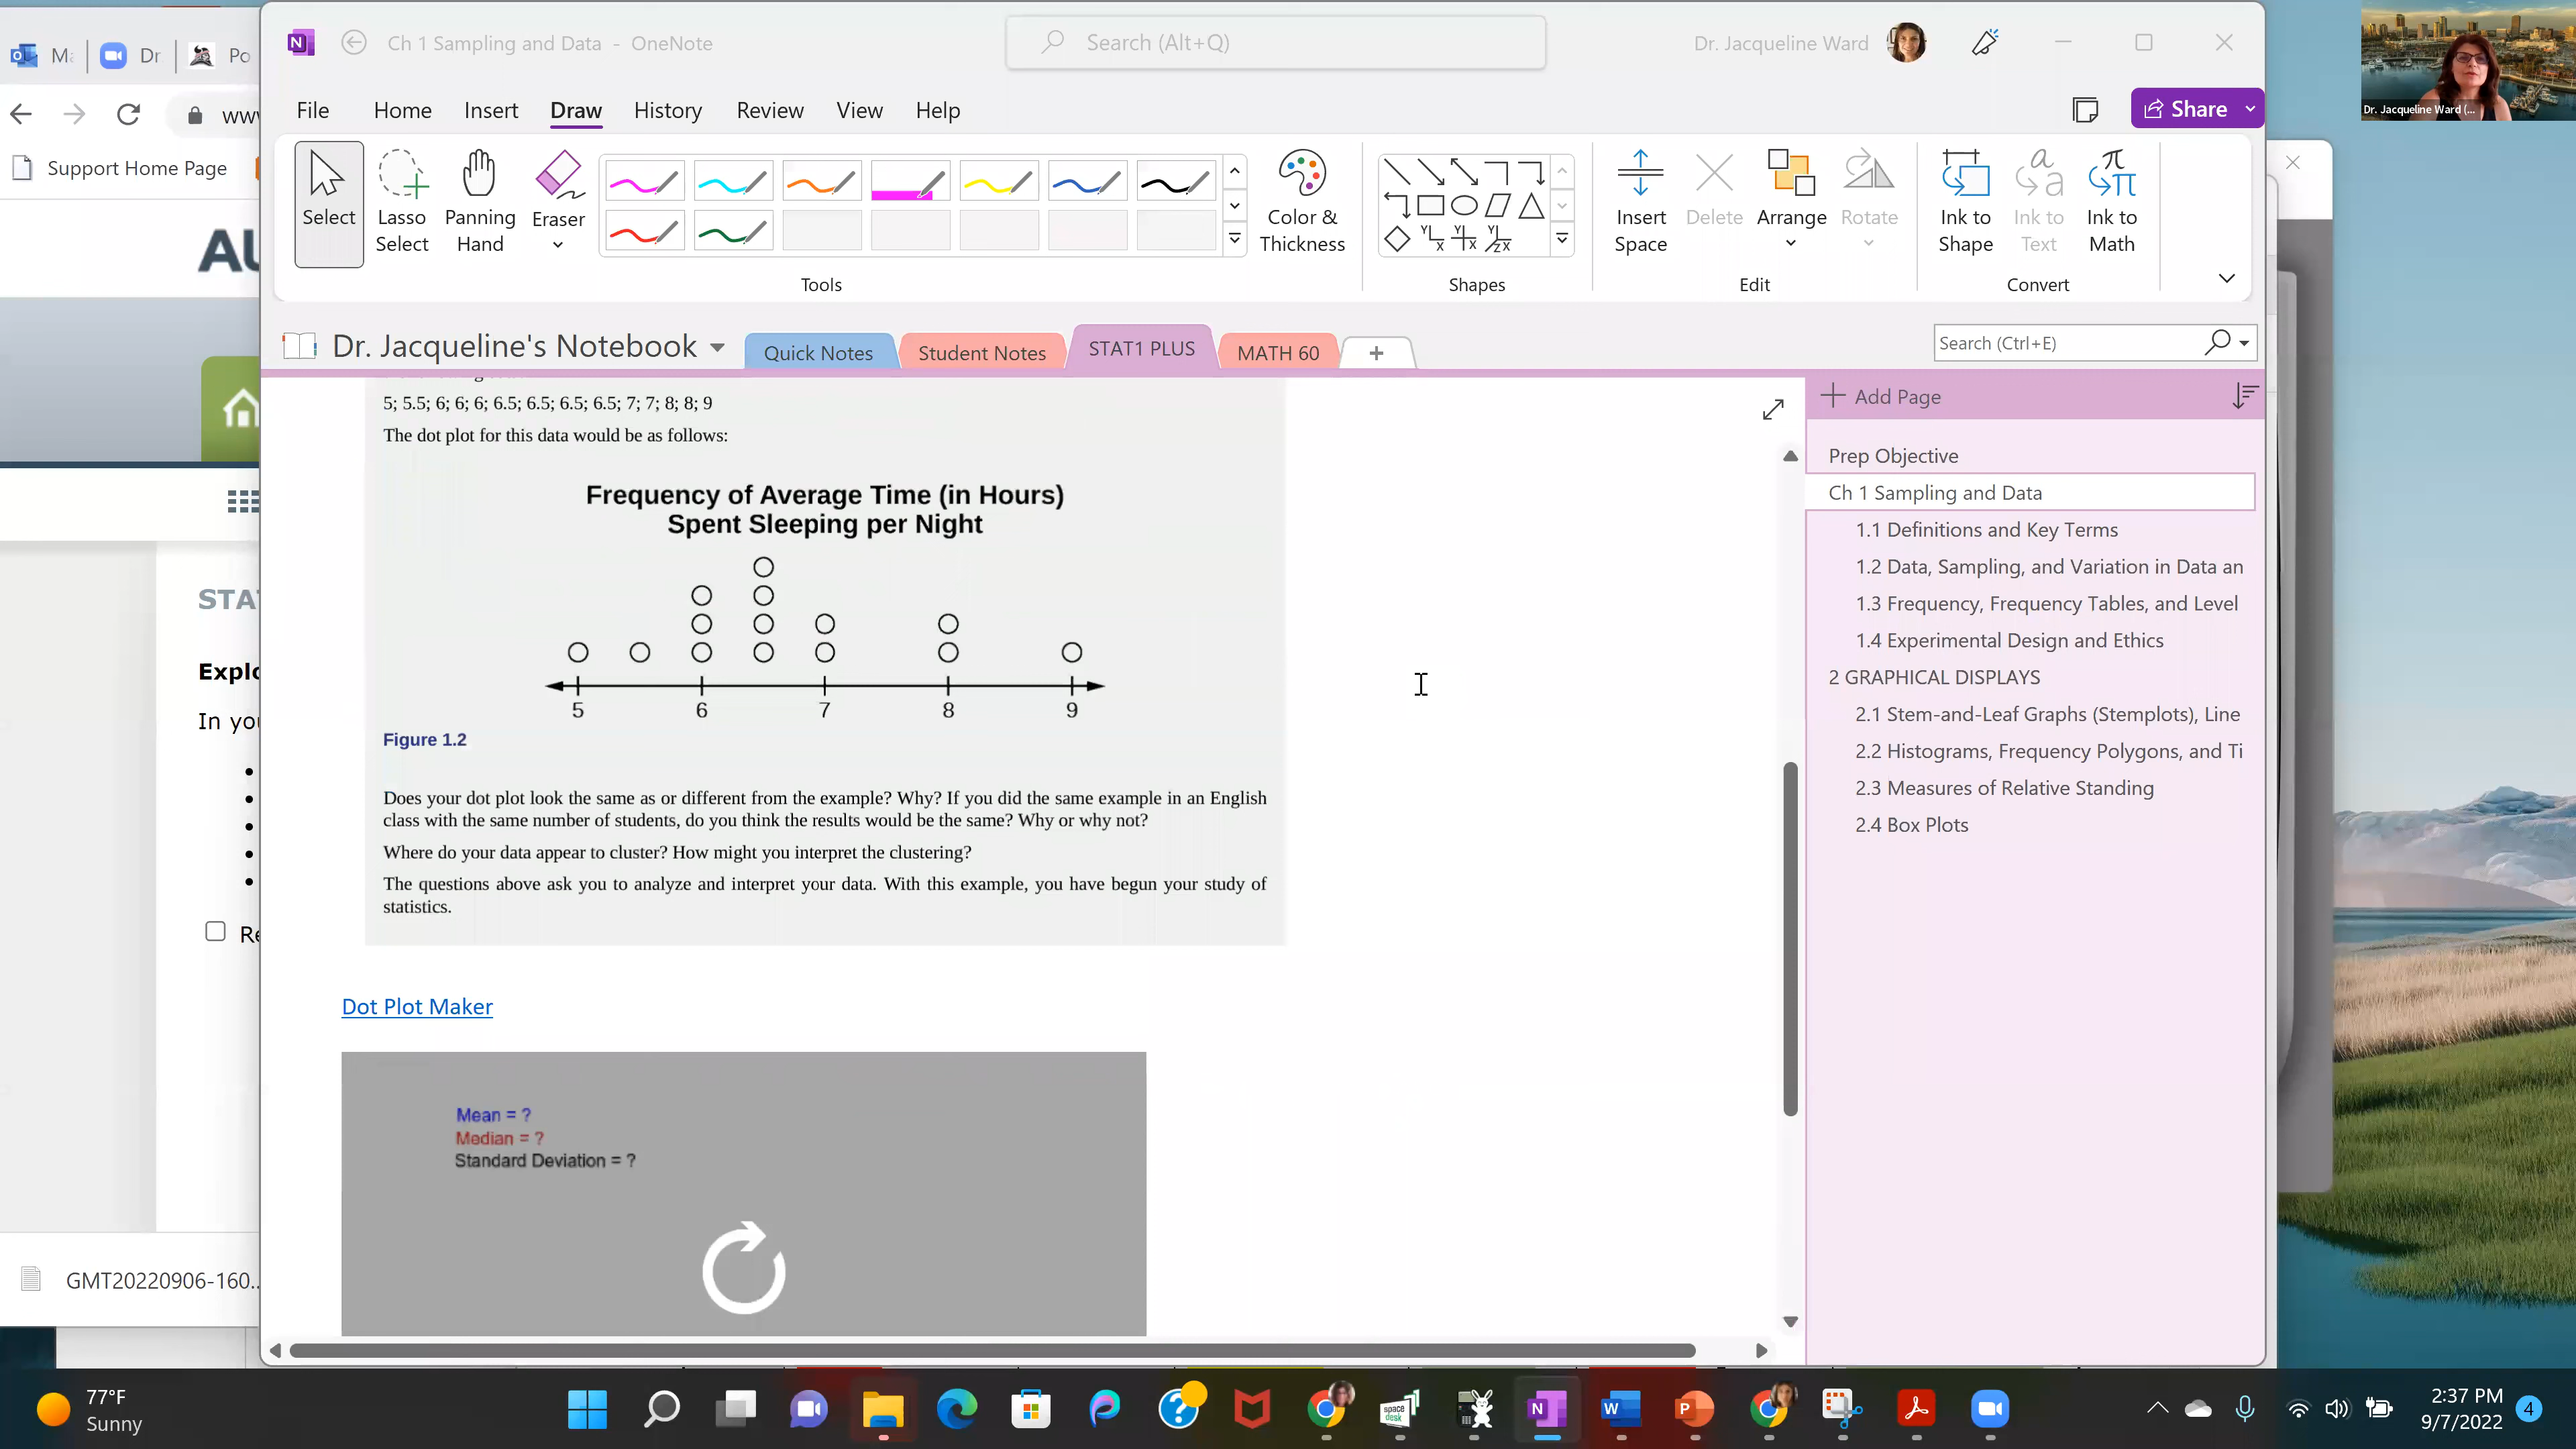 Ch 1 Sampling and Data - OneNote
Search (Alt+Q)
Dr. Jacqueline Ward
Dr. Jacqueline Ward (...
Dr
Po
File Home Insert Draw History Review View Help
Share
www
Support Home Page
Select
Lasso Select
Panning Hand
Eraser
Color & Thickness
Insert Space
Delete
Arrange
Rotate
Ink to Shape
Ink to Text
Ink to Math
Tools
Shapes
Edit
Convert
Dr. Jacqueline's Notebook
Quick Notes
Student Notes
STAT1 PLUS
MATH 60
+
Search (Ctrl+E)
Add Page
Prep Objective
Ch 1 Sampling and Data
1.1 Definitions and Key Terms
1.2 Data, Sampling, and Variation in Data an
1.3 Frequency, Frequency Tables, and Level
1.4 Experimental Design and Ethics
2 GRAPHICAL DISPLAYS
2.1 Stem-and-Leaf Graphs (Stemplots), Line
2.2 Histograms, Frequency Polygons, and Ti
2.3 Measures of Relative Standing
2.4 Box Plots
5; 5.5; 6; 6; 6; 6.5; 6.5; 6.5; 6.5; 7; 7; 8; 8; 9
The dot plot for this data would be as follows:
Frequency of Average Time (in Hours)
Spent Sleeping per Night
5 6 7 8 9
Figure 1.2
Does your dot plot look the same as or different from the example? Why? If you did the same example in an English
class with the same number of students, do you think the results would be the same? Why or why not?
Where do your data appear to cluster? How might you interpret the clustering?
The questions above ask you to analyze and interpret your data. With this example, you have begun your study of
statistics.
Dot Plot Maker
Mean = ?
Median = ?
Standard Deviation = ?
STA
Explo
In you
Re
GMT20220906-160...
77°F
Sunny
2:37 PM
9/7/2022
4